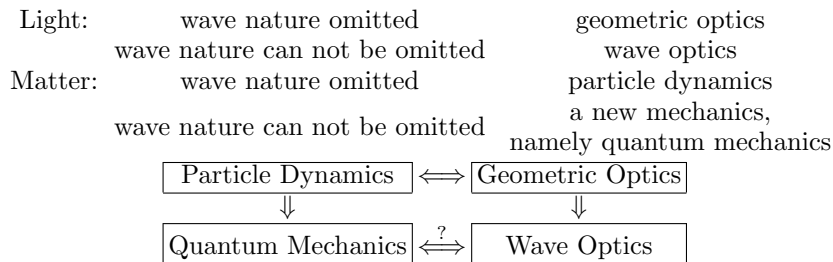 Light: wave nature omitted geometric optics
wave nature can not be omitted wave optics
Matter: wave nature omitted particle dynamics
wave nature can not be omitted a new mechanics,
namely quantum mechanics
Particle Dynamics ⟺ Geometric Optics
⇓ ⇓
Quantum Mechanics ⟺? Wave Optics